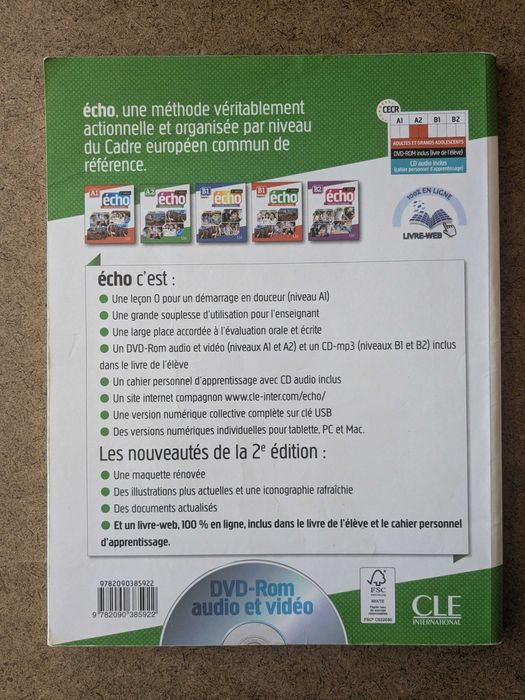 écho, une méthode véritablement
actionnelle et organisée par niveau
du Cadre européen commun de
référence.
CECR
A1 A2 B1 B2
ADULTES ET GRANDS ADOLESCENTS
DVD-ROM inclus (livre de l'élève)
CD audio inclus
(cahier personnel d'apprentissage)
A1 écho
A2 écho
B1 écho
B1 écho
B2 écho
100% EN LIGNE
LIVRE-WEB
écho c'est :
Une leçon 0 pour un démarrage en douceur (niveau A1)
Une grande souplesse d'utilisation pour l'enseignant
Une large place accordée à l'évaluation orale et écrite
Un DVD-Rom audio et vidéo (niveaux A1 et A2) et un CD-mp3 (niveaux B1 et B2) inclus
dans le livre de l'élève
Un cahier personnel d'apprentissage avec CD audio inclus
Un site internet compagnon www.cle-inter.com/echo/
Une version numérique collective complète sur clé USB
Des versions numériques individuelles pour tablette, PC et Mac.
Les nouveautés de la 2e édition :
Une maquette rénovée
Des illustrations plus actuelles et une iconographie rafraîchie
Des documents actualisés
Et un livre-web, 100 % en ligne, inclus dans le livre de l'élève et le cahier personnel
d'apprentissage.
9782090385922
9 782090 385922
DVD-Rom
audio et vidéo
FSC
MIXTE
CLE
INTERNATIONAL